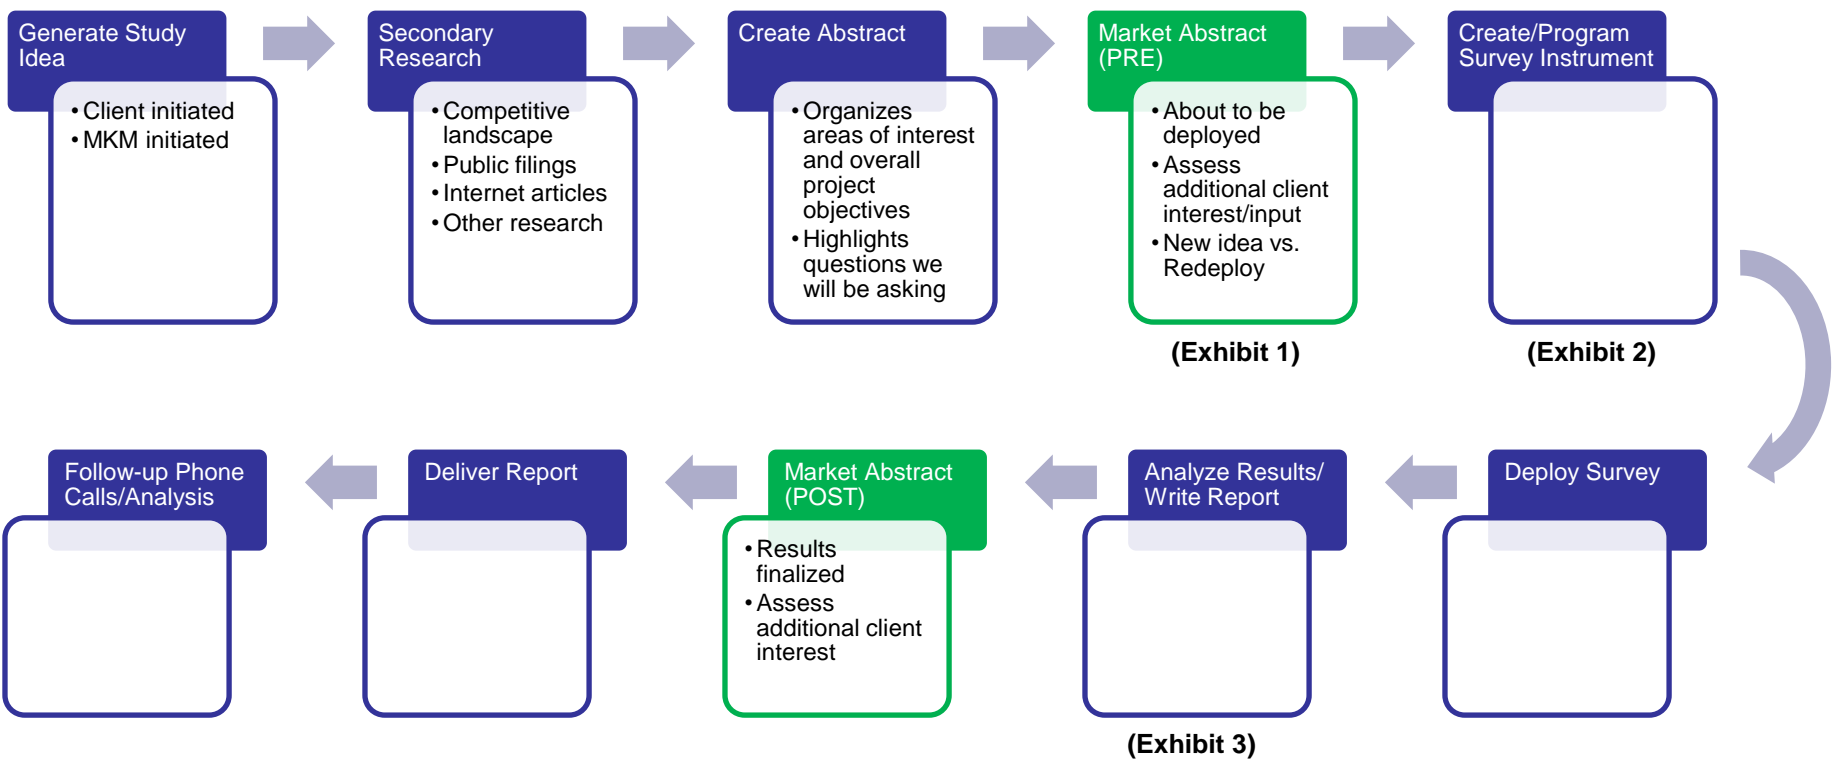 Generate Study
Idea
• Client initiated
• MKM initiated
Secondary
Research
• Competitive
landscape
• Public filings
• Internet articles
• Other research
Create Abstract
• Organizes
areas of interest
and overall
project
objectives
• Highlights
questions we
will be asking
Market Abstract
(PRE)
• About to be
deployed
• Assess
additional client
interest/input
• New idea vs.
Redeploy
(Exhibit 1)
Create/Program
Survey Instrument
(Exhibit 2)
Deploy Survey
Analyze Results/
Write Report
(Exhibit 3)
Market Abstract
(POST)
• Results
finalized
• Assess
additional client
interest
Deliver Report
Follow-up Phone
Calls/Analysis